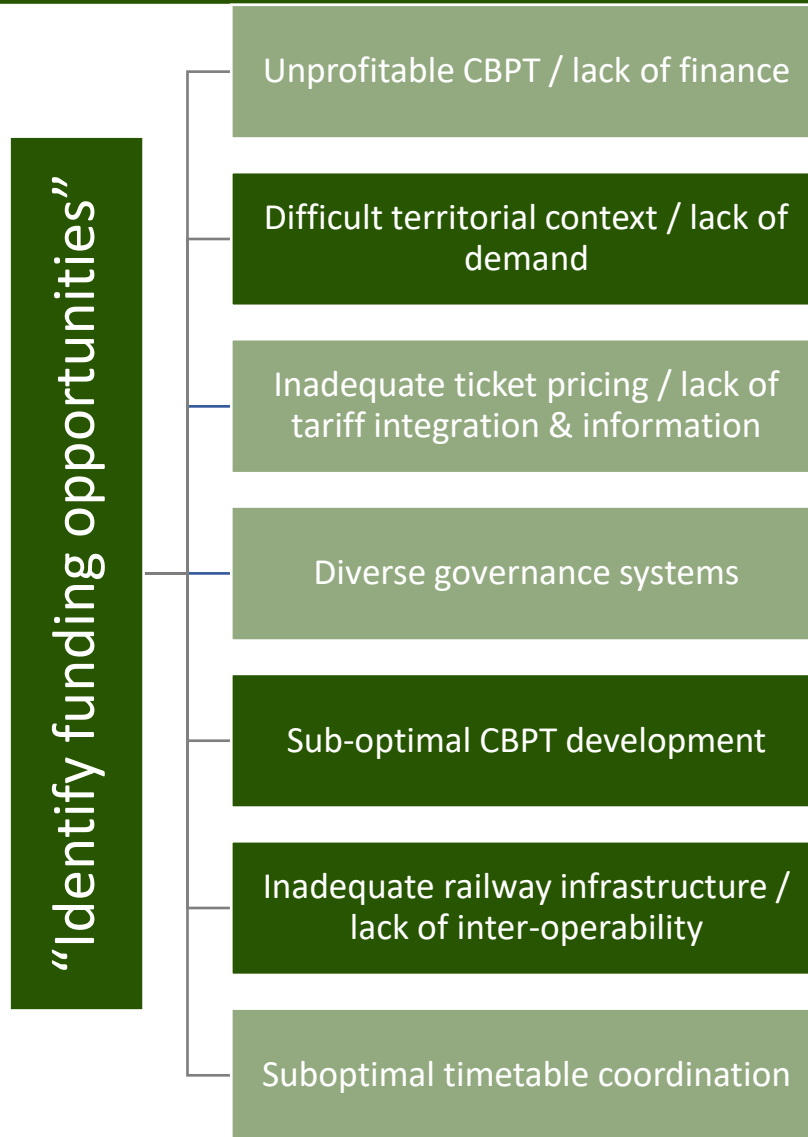 “Identify funding opportunities”
Unprofitable CBPT / lack of finance
Difficult territorial context / lack of
demand
Inadequate ticket pricing / lack of
tariff integration & information
Diverse governance systems
Sub-optimal CBPT development
Inadequate railway infrastructure /
lack of inter-operability
Suboptimal timetable coordination